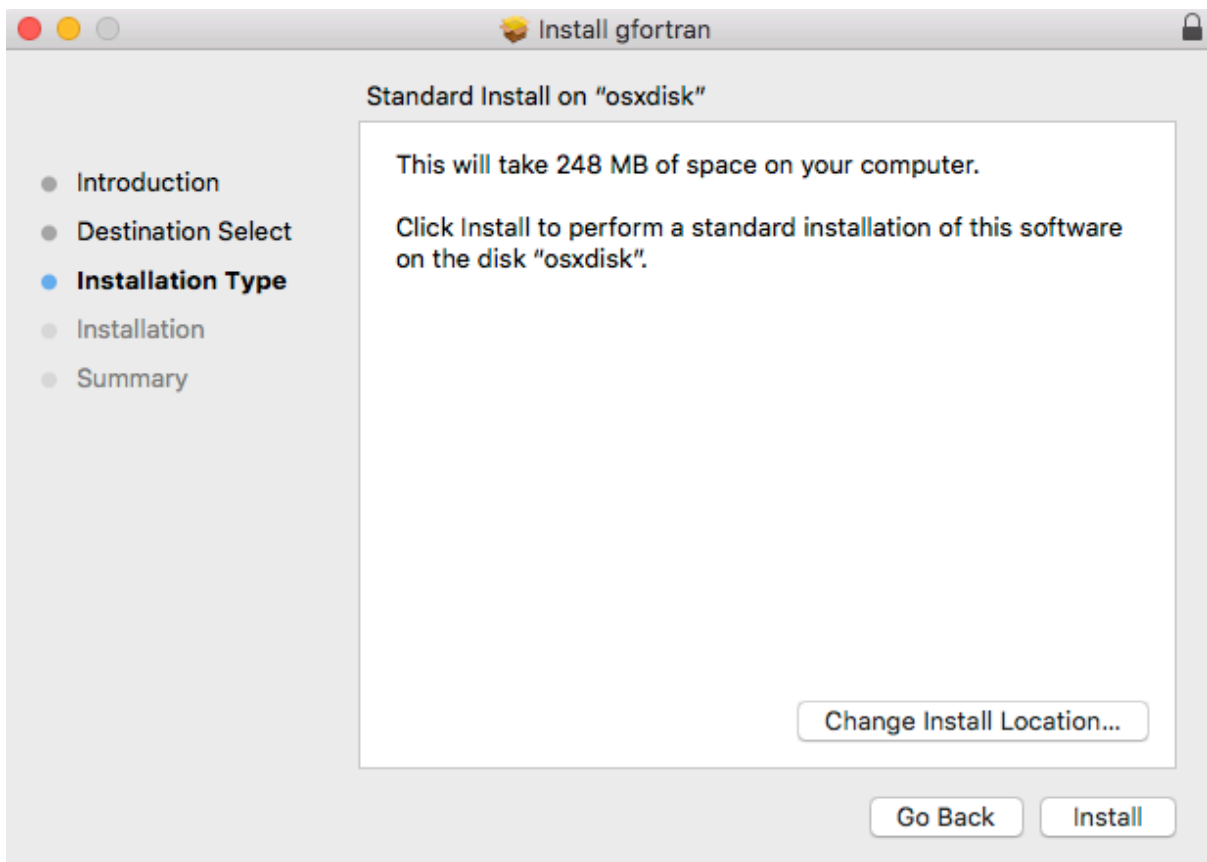 Install gfortran
Standard Install on “osxdisk”
Introduction
Destination Select
Installation Type
Installation
Summary
This will take 248 MB of space on your computer.
Click Install to perform a standard installation of this software
on the disk “osxdisk”.
Change Install Location...
Go Back
Install